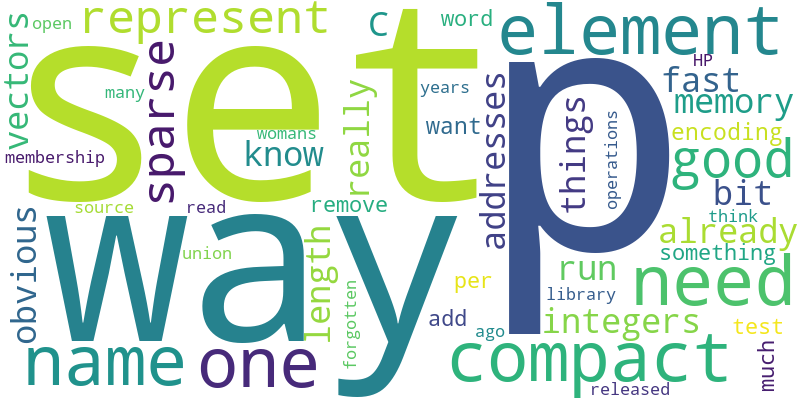 open
represent
C
word
element
set
p
vectors
many
sparse
years
HP
fast
womans
want
addresses
memory
membership
know
really
things
operations
encoding
good
bit
source
read
remove
think
already
obvious
way
union
length
forgotten
something
per
run
need
library
add
ago
integers
test
name
one
compact
much
released